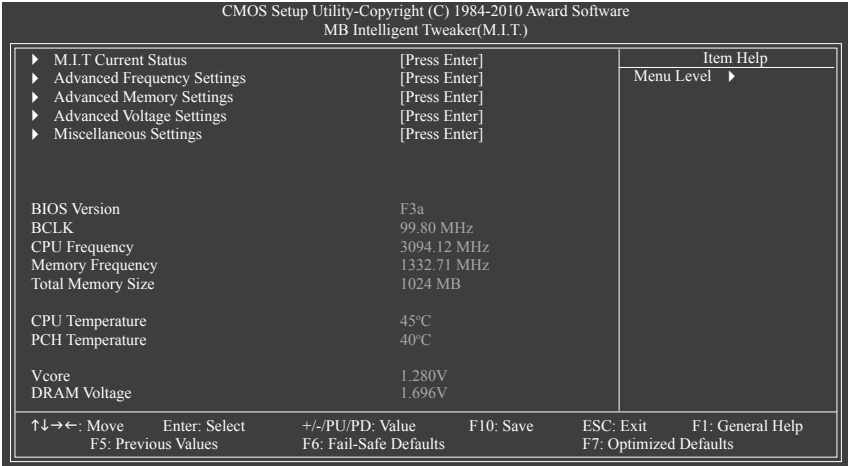 CMOS Setup Utility-Copyright (C) 1984-2010 Award Software
MB Intelligent Tweaker(M.I.T.)
M.I.T Current Status [Press Enter]
Advanced Frequency Settings [Press Enter]
Advanced Memory Settings [Press Enter]
Advanced Voltage Settings [Press Enter]
Miscellaneous Settings [Press Enter]
Item Help
Menu Level
BIOS Version F3a
BCLK 99.80 MHz
CPU Frequency 3094.12 MHz
Memory Frequency 1332.71 MHz
Total Memory Size 1024 MB
CPU Temperature 45°C
PCH Temperature 40°C
Vcore 1.280V
DRAM Voltage 1.696V
↑↓→←: Move Enter: Select +/-/PU/PD: Value F10: Save ESC: Exit F1: General Help
F5: Previous Values F6: Fail-Safe Defaults F7: Optimized Defaults